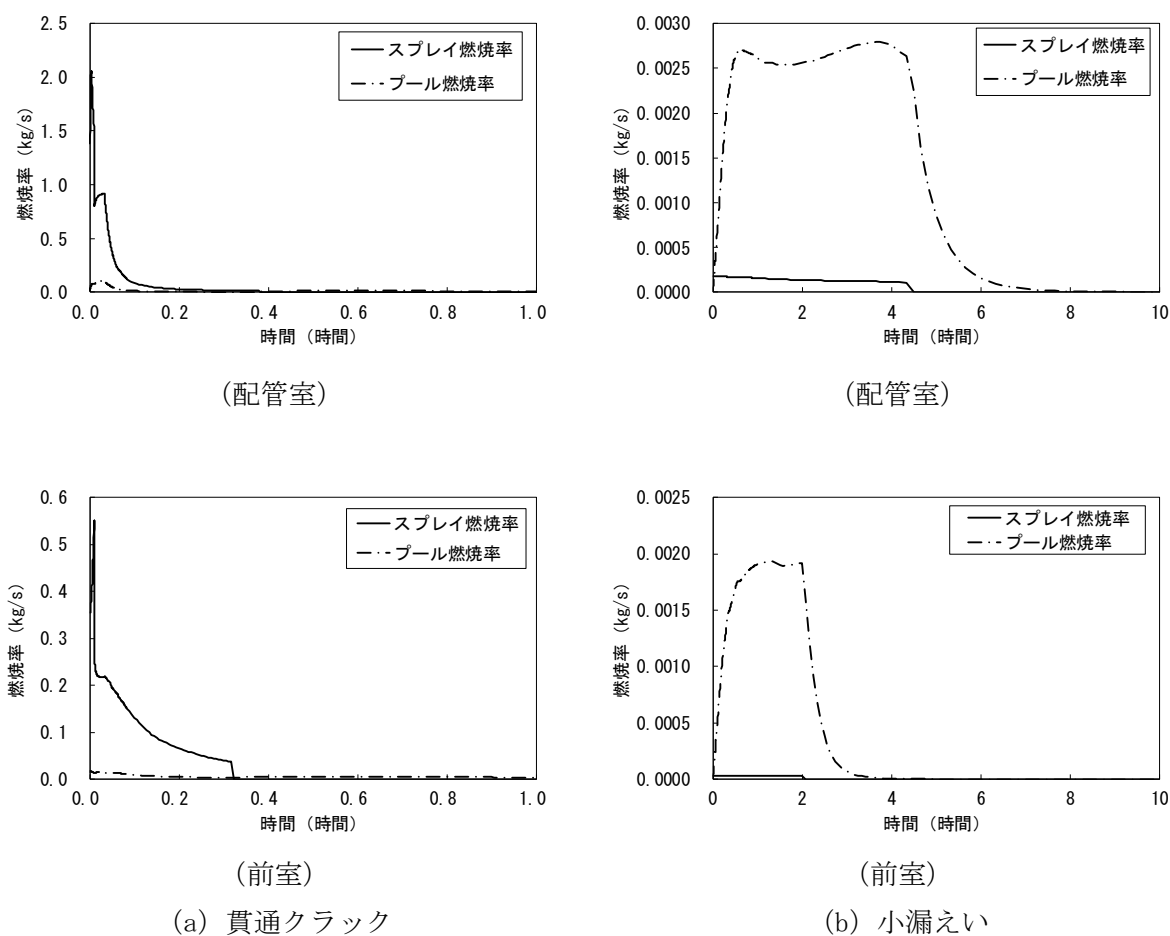 2.5
2.0
1.5
1.0
0.5
0.0
燃焼率 (kg/s)
スプレイ燃焼率
プール燃焼率
0.0 0.2 0.4 0.6 0.8 1.0
時間 (時間)
(配管室)
0.0030
0.0025
0.0020
0.0015
0.0010
0.0005
0.0000
燃焼率 (kg/s)
スプレイ燃焼率
プール燃焼率
0 2 4 6 8 10
時間 (時間)
(配管室)
0.6
0.5
0.4
0.3
0.2
0.1
0.0
燃焼率 (kg/s)
スプレイ燃焼率
プール燃焼率
0.0 0.2 0.4 0.6 0.8 1.0
時間 (時間)
(前室)
(a) 貫通クラック
0.0025
0.0020
0.0015
0.0010
0.0005
0.0000
燃焼率 (kg/s)
スプレイ燃焼率
プール燃焼率
0 2 4 6 8 10
時間 (時間)
(前室)
(b) 小漏えい